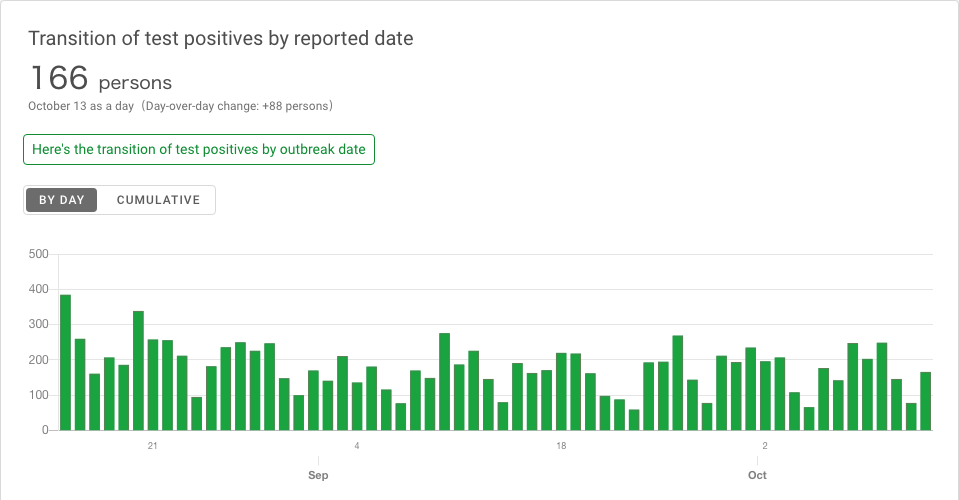 Transition of test positives by reported date
166 persons
October 13 as a day (Day-over-day change: +88 persons)
Here's the transition of test positives by outbreak date
BY DAY CUMULATIVE
500
400
300
200
100
0
21 4 18 2
Sep Oct